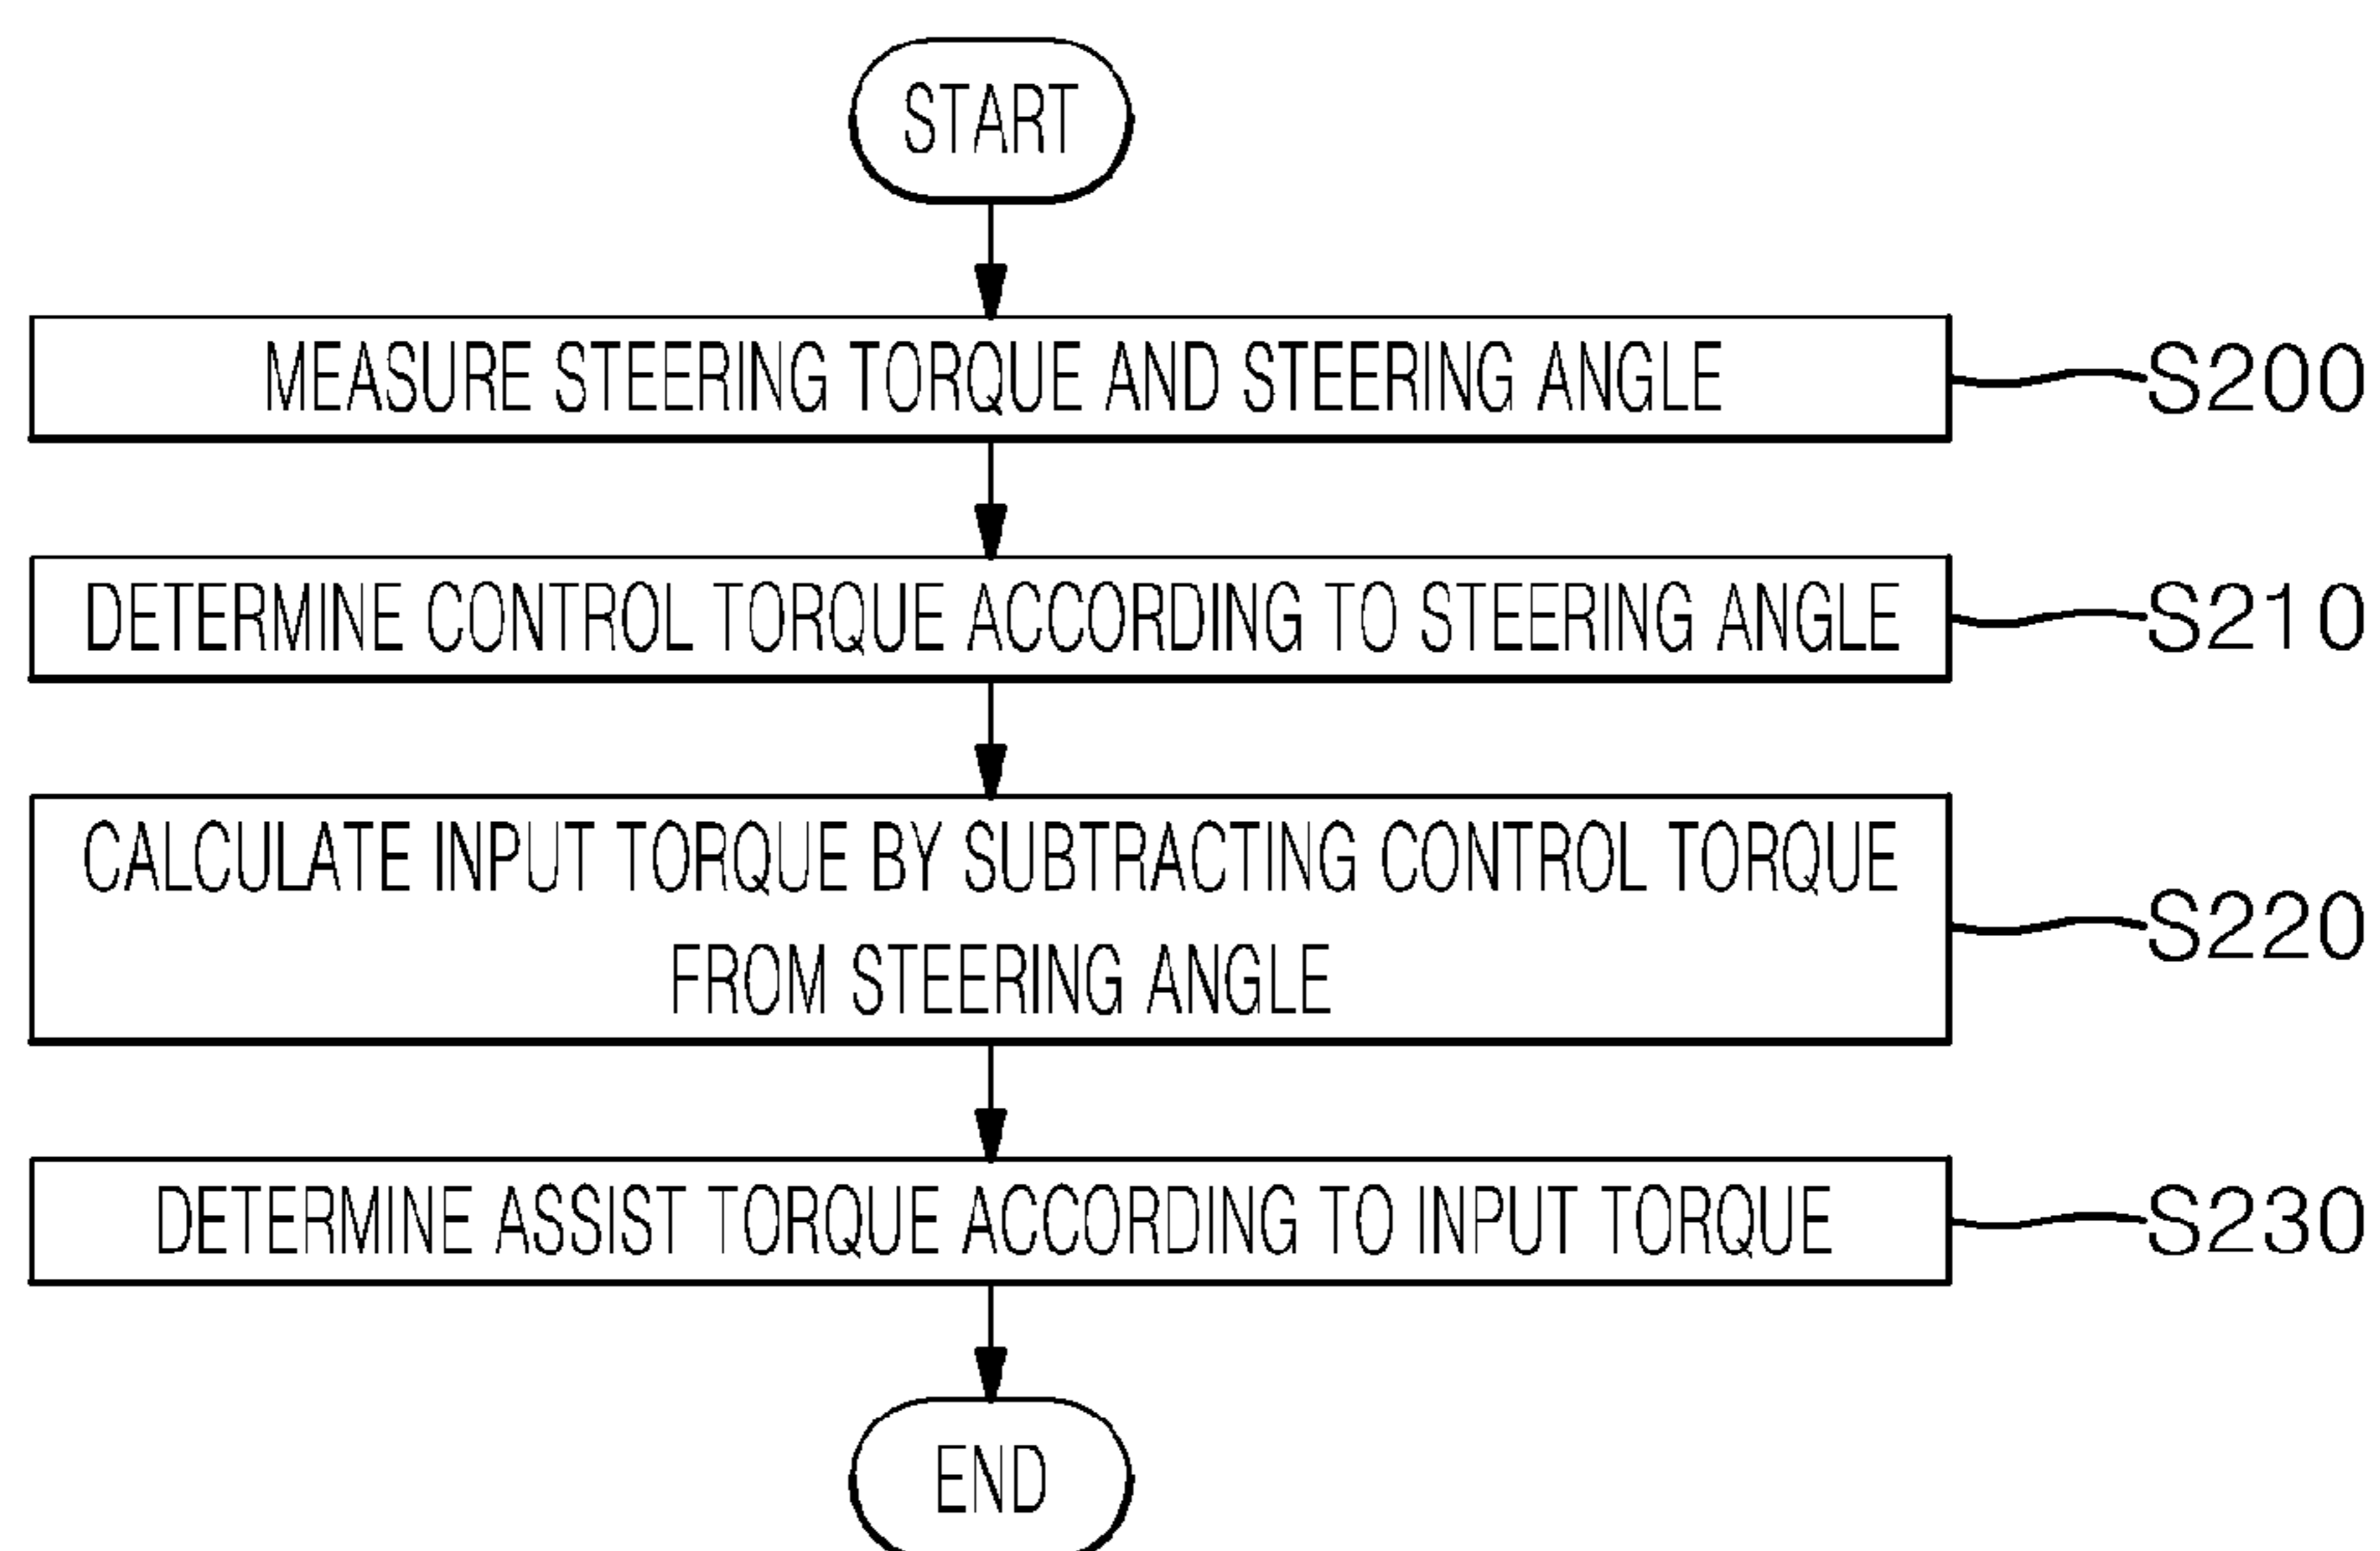 START
MEASURE STEERING TORQUE AND STEERING ANGLE
S200
DETERMINE CONTROL TORQUE ACCORDING TO STEERING ANGLE
S210
CALCULATE INPUT TORQUE BY SUBTRACTING CONTROL TORQUE
FROM STEERING ANGLE
S220
DETERMINE ASSIST TORQUE ACCORDING TO INPUT TORQUE
S230
END